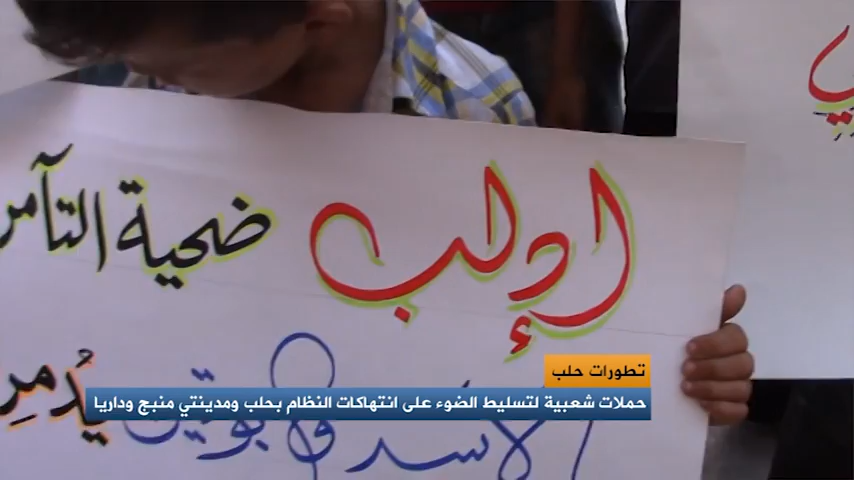 إدلب ضحية التآمر
الأسد و بوتين يدمر
تطورات حلب
حملات شعبية لتسليط الضوء على انتهاكات النظام بحلب ومدينتي منبج وداريا